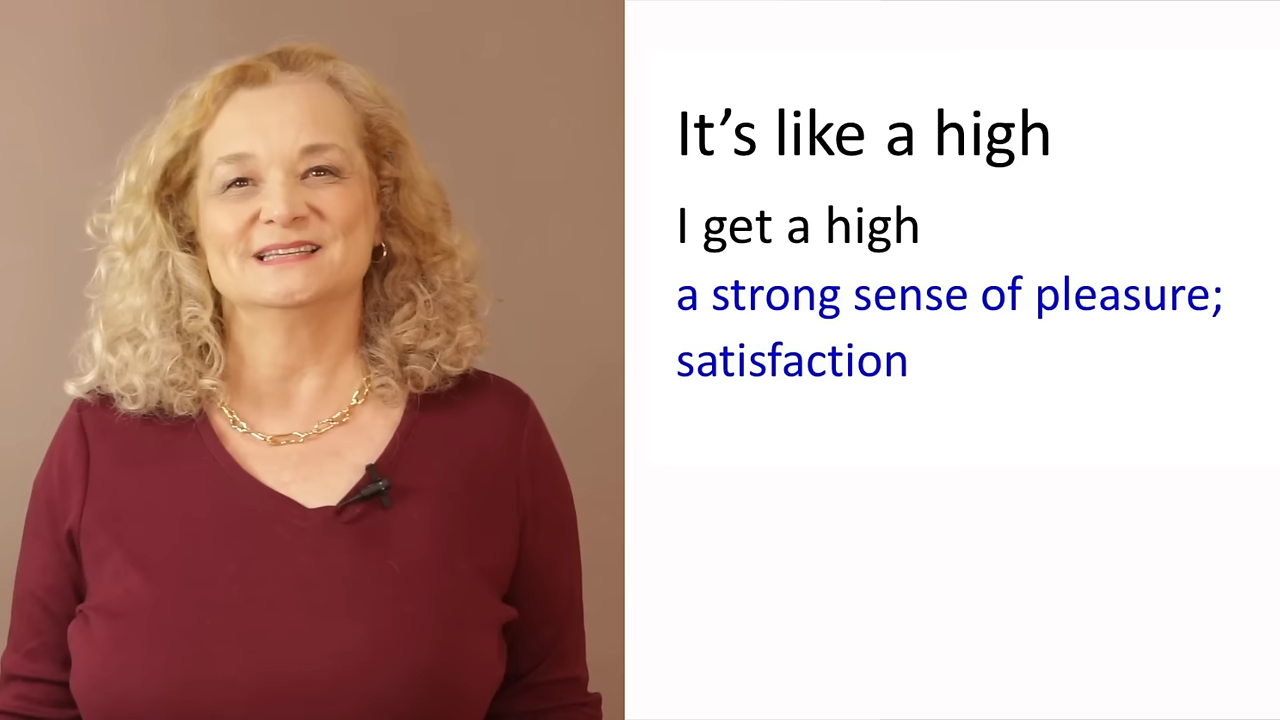 It’s like a high
I get a high
a strong sense of pleasure;
satisfaction